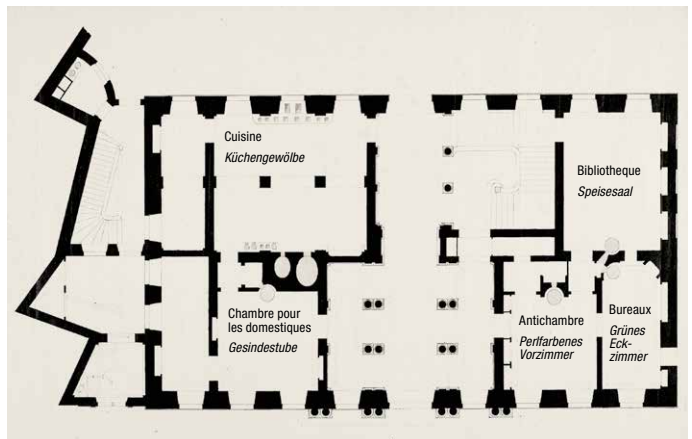 Cuisine
Küchengewölbe
Bibliotheque
Speisesaal
Chambre pour
les domestiques
Gesindestube
Antichambre
Perlfarbenes
Vorzimmer
Bureaux
Grünes
Eck-
zimmer